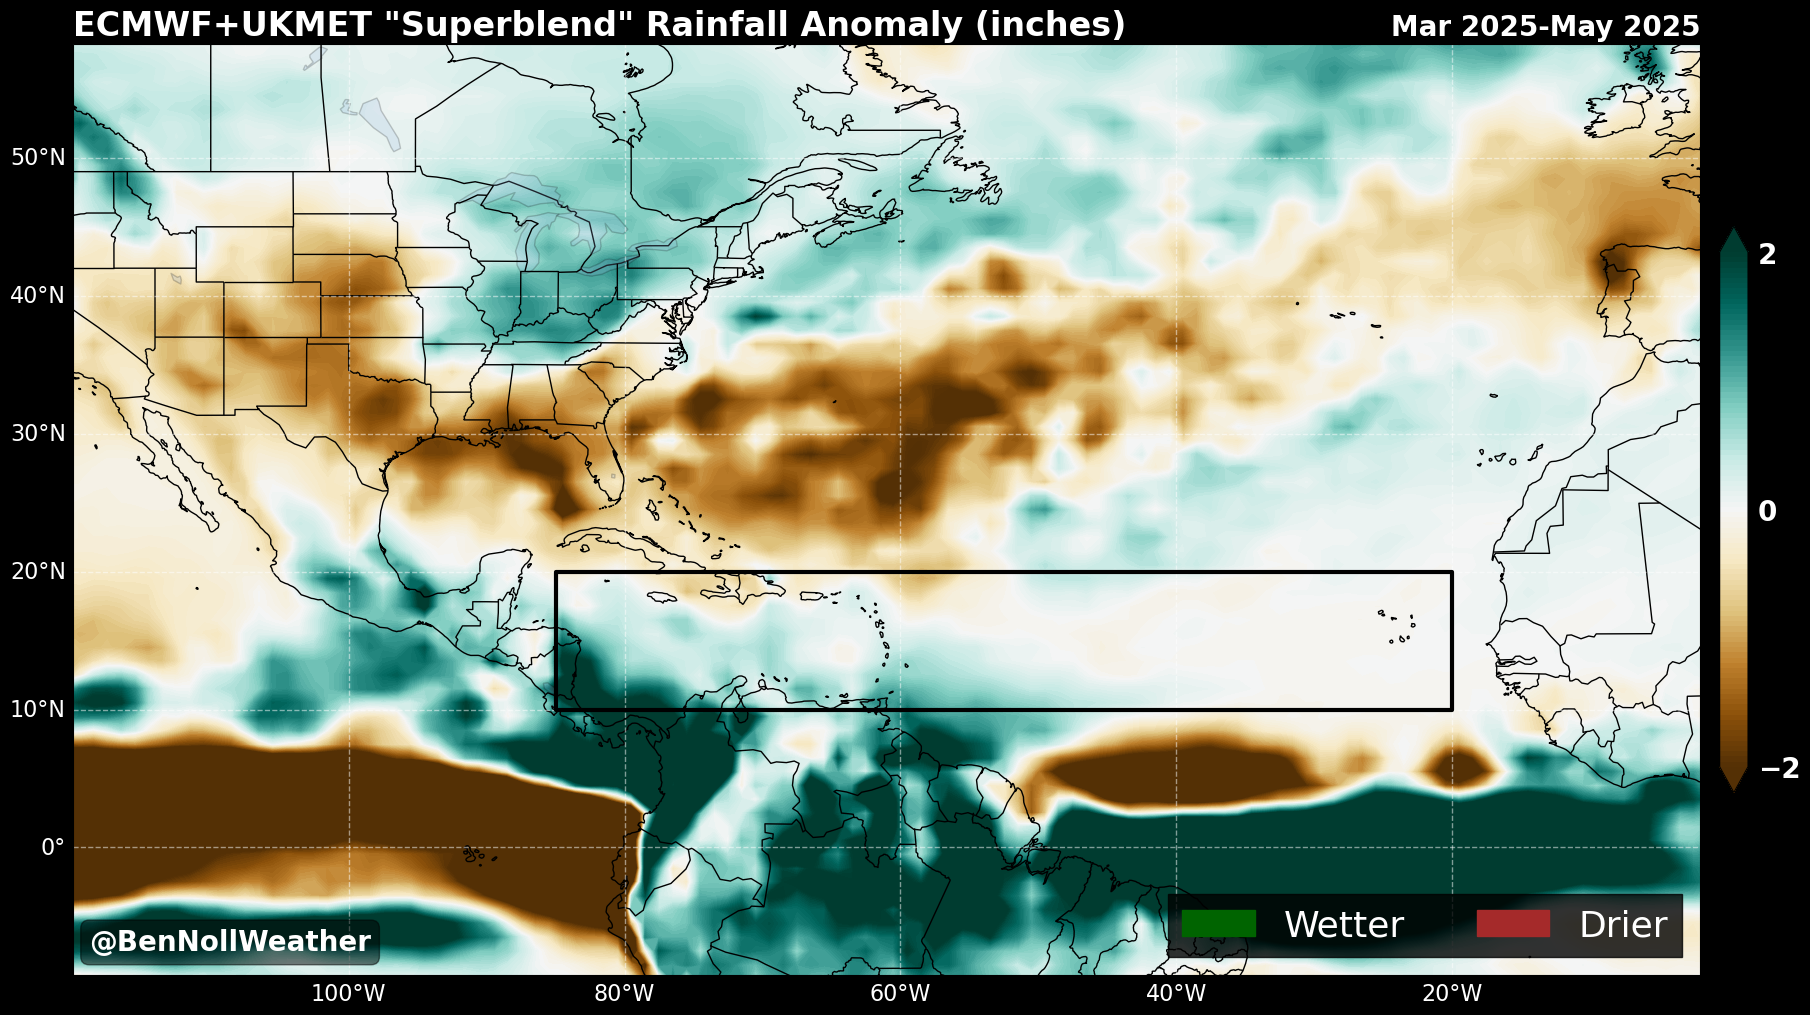 ECMWF+UKMET "Superblend" Rainfall Anomaly (inches)
Mar 2025-May 2025
50°N
40°N
30°N
20°N
10°N
0°
2
0
−2
Wetter
Drier
@BenNollWeather
100°W
80°W
60°W
40°W
20°W